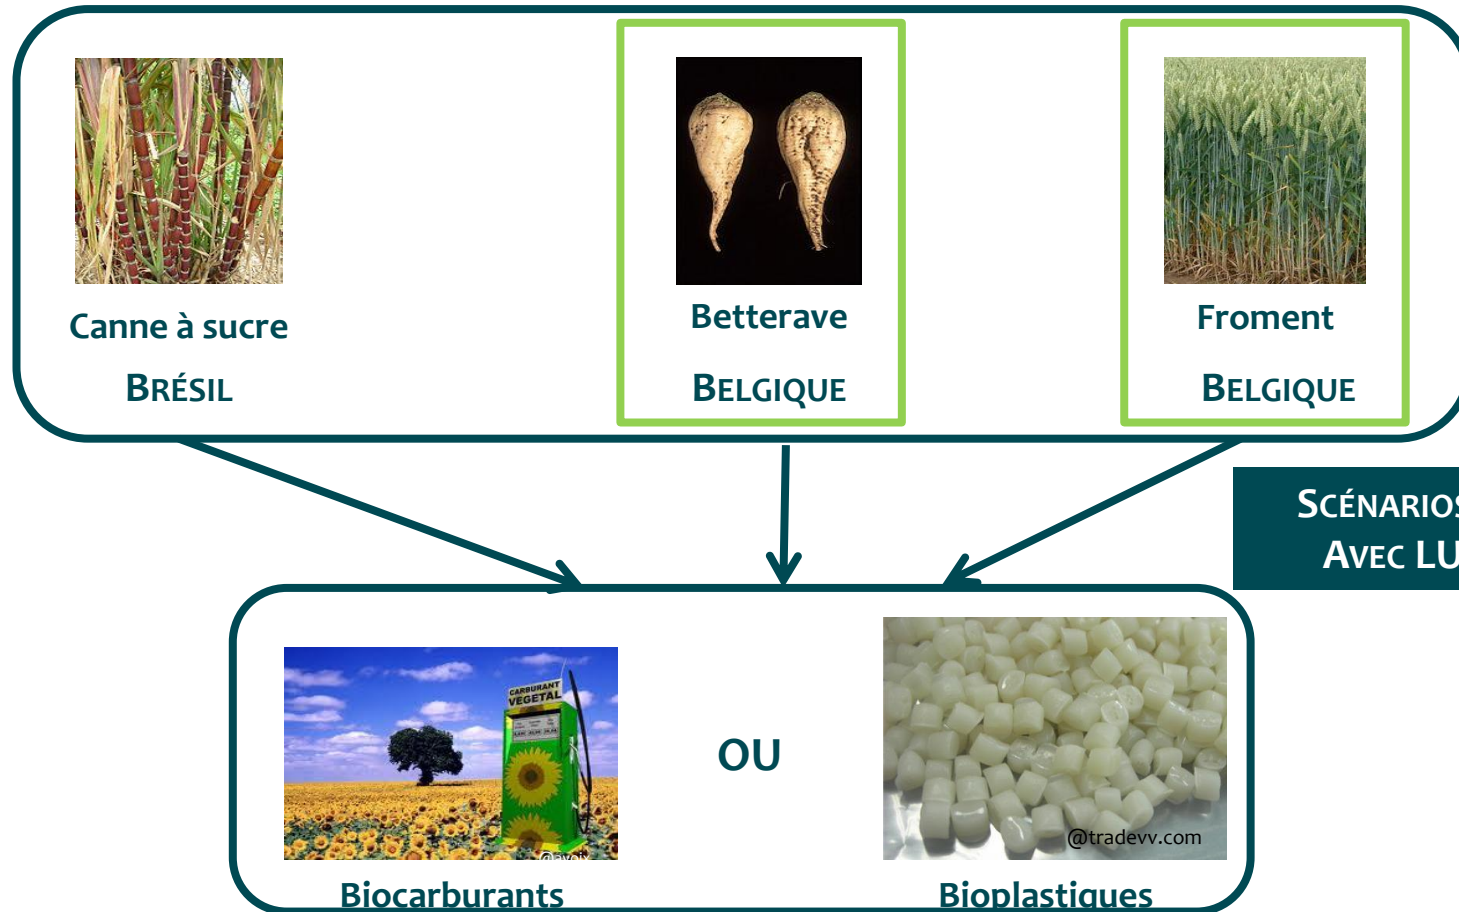 Canne à sucre
BRÉSIL
Betterave
BELGIQUE
Froment
BELGIQUE
SCÉNARIOS
AVEC LU
CARBURANT
VEGETAL
OU
@tradevv.com
Biocarburants
Bioplastiques